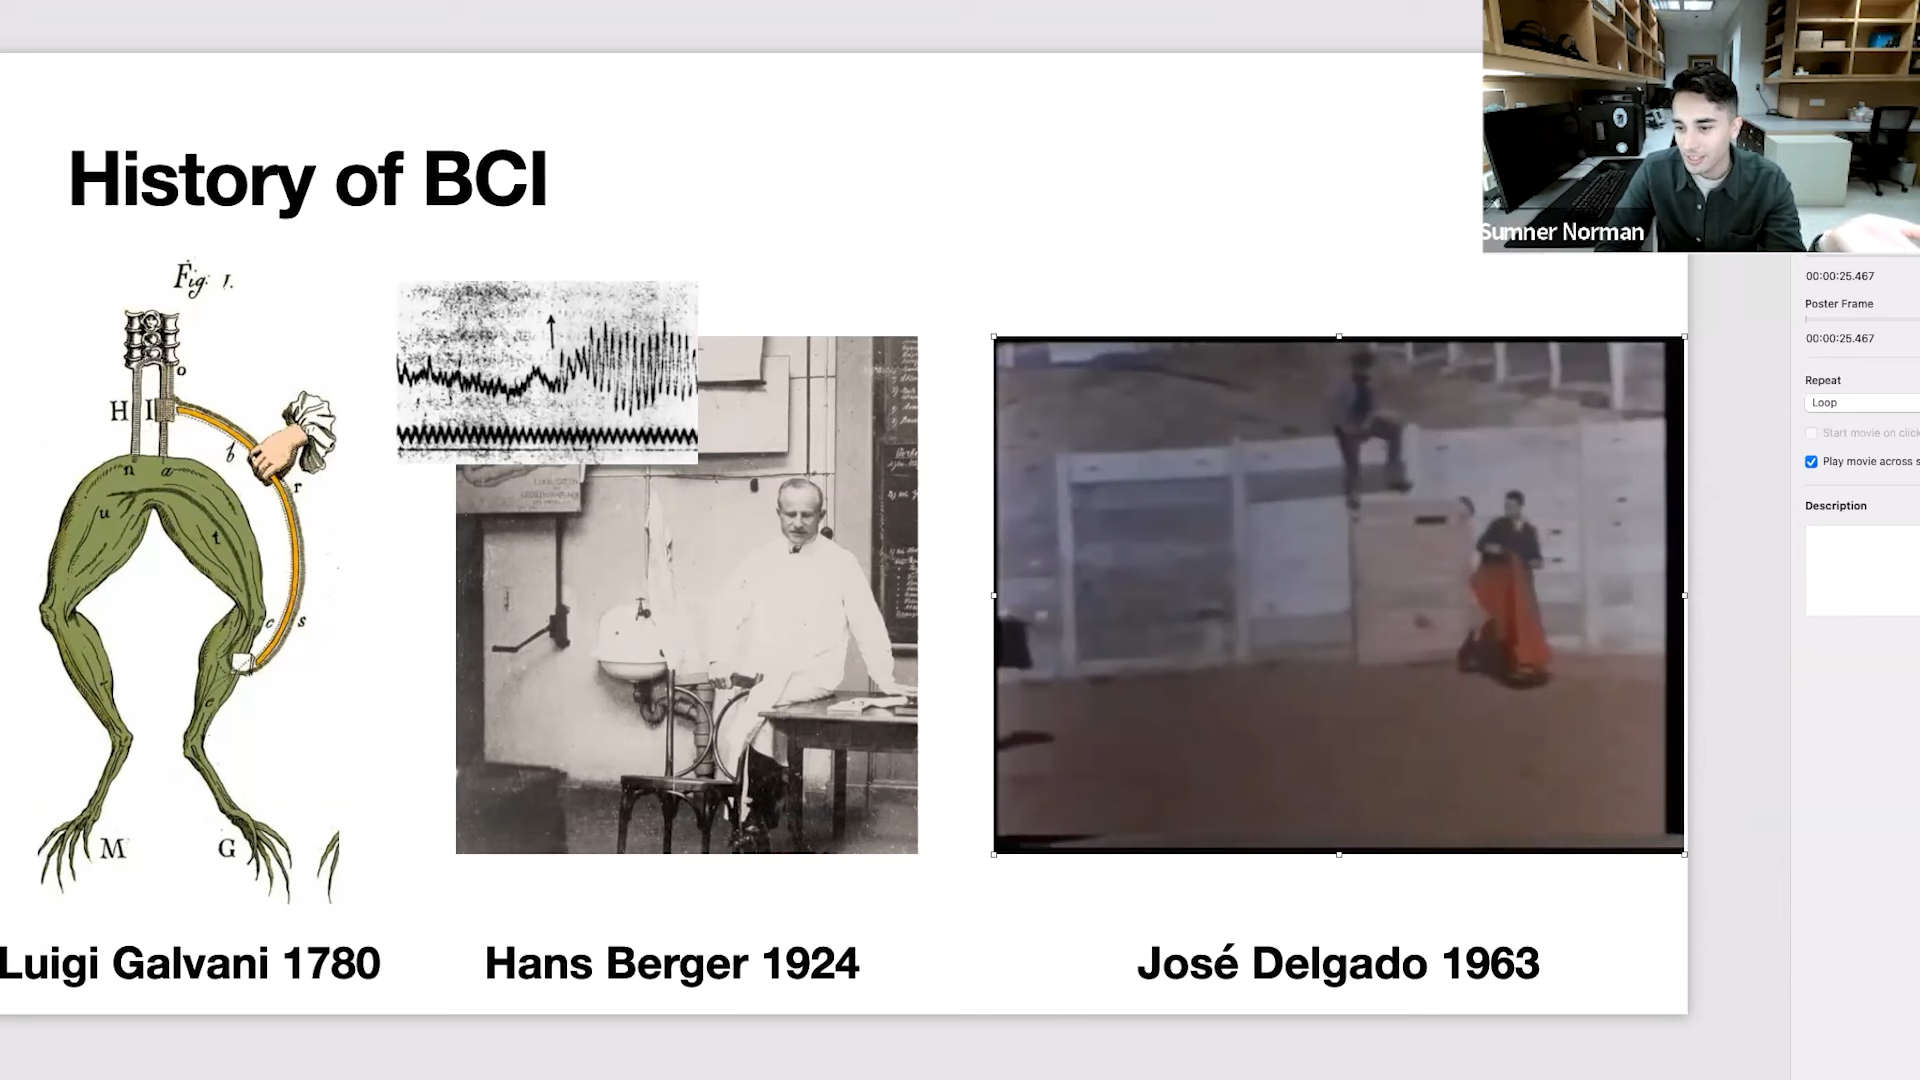 History of BCI
Sumner Norman
00:00:25.467
Poster Frame
00:00:25.467
Repeat
Loop
Start movie on click
Play movie across s
Description
Fig. 1.
o
H I
b
n a
r
u
t
c s
e
M G
Luigi Galvani 1780
Hans Berger 1924
José Delgado 1963